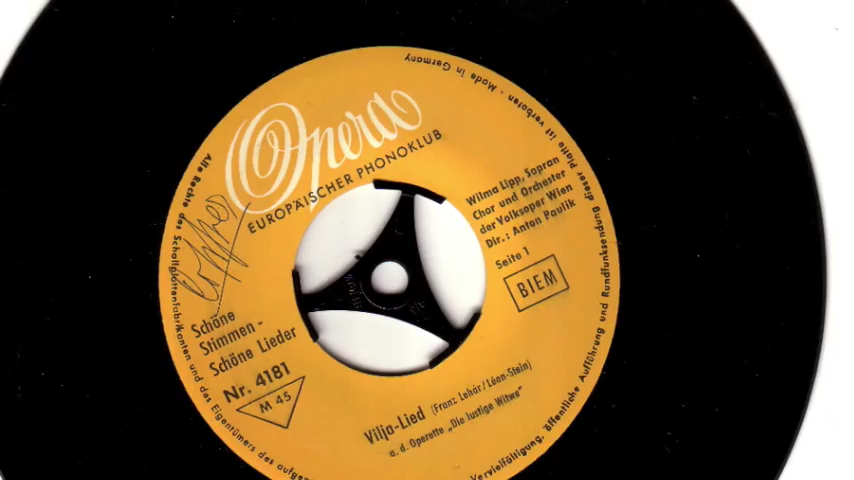 Opera
EUROPÄISCHER PHONOKLUB
Wilma Lipp, Sopran
Chor und Orchester
der Volksoper Wien
Dir.: Anton Paulik
Seite 1
BIEM
Schöne
Stimmen -
Schöne Lieder
Nr. 4181
M 45
Vilja-Lied (Franz Lehár/Léon-Stein)
a. d. Operette „Die lustige Witwe"
Alle Rechte des Schallplattenfabrikanten und des Eigentümers des aufgen
Vervielfältigung, öffentliche Aufführung und Rundfunksendung dieser Platte ist verboten · Made in Germany